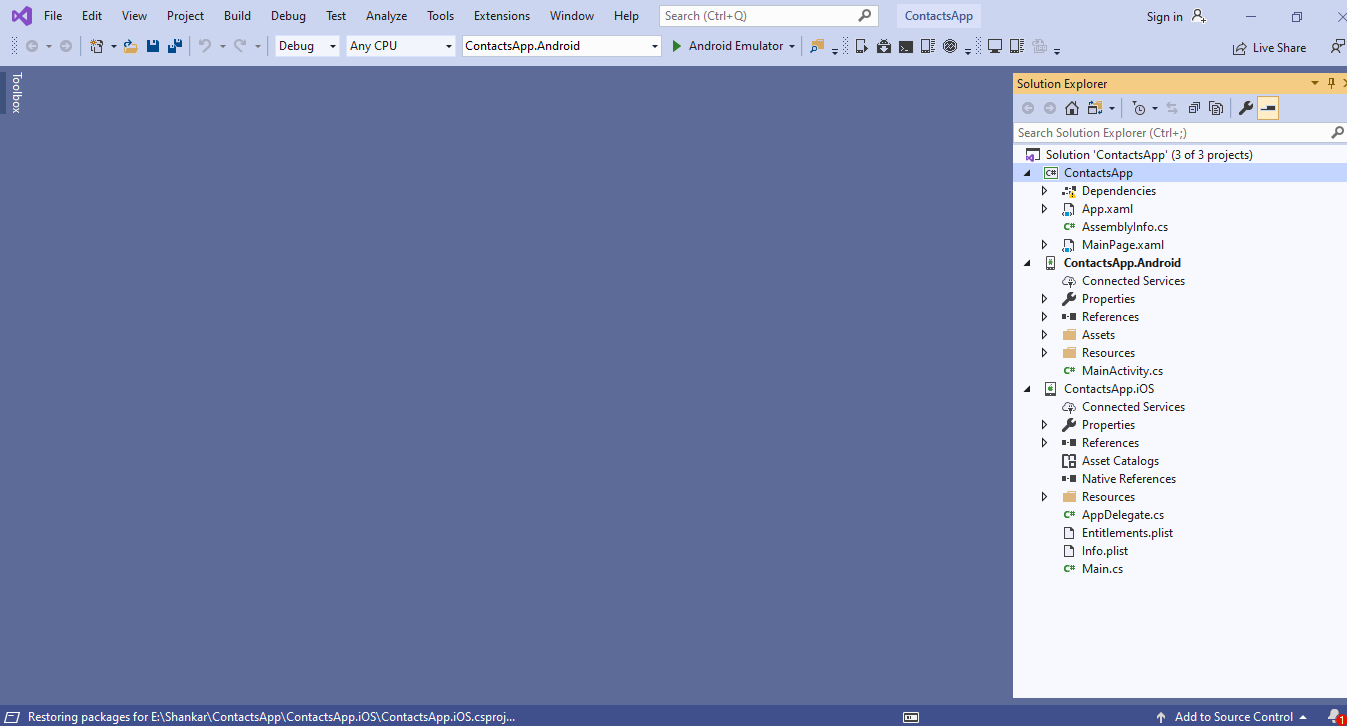 File Edit View Project Build Debug Test Analyze Tools Extensions Window Help Search (Ctrl+Q) ContactsApp Sign in
Debug Any CPU ContactsApp.Android Android Emulator Live Share
Toolbox
Solution Explorer
Search Solution Explorer (Ctrl+;)
Solution 'ContactsApp' (3 of 3 projects)
C# ContactsApp
Dependencies
App.xaml
C# AssemblyInfo.cs
MainPage.xaml
ContactsApp.Android
Connected Services
Properties
References
Assets
Resources
C# MainActivity.cs
ContactsApp.iOS
Connected Services
Properties
References
Asset Catalogs
Native References
Resources
C# AppDelegate.cs
Entitlements.plist
Info.plist
C# Main.cs
Restoring packages for E:\Shankar\ContactsApp\ContactsApp.iOS\ContactsApp.iOS.csproj... Add to Source Control 1